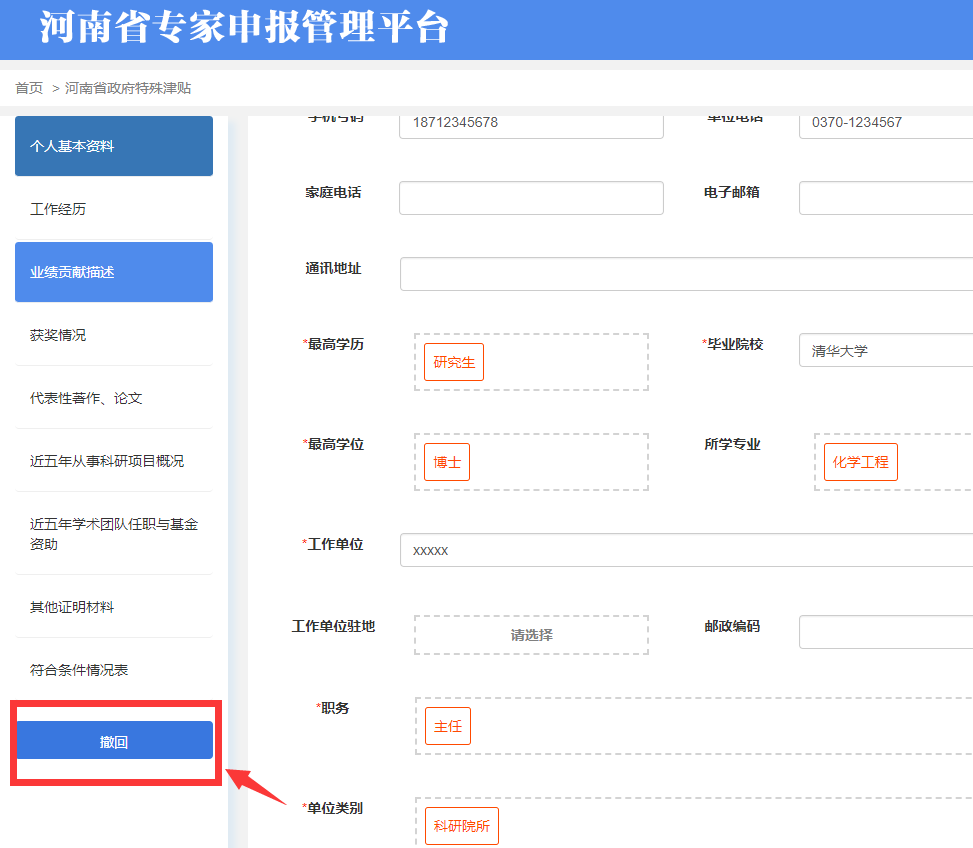 河南省专家申报管理平台
首页 > 河南省政府特殊津贴
个人基本资料
工作经历
业绩贡献描述
获奖情况
代表性著作、论文
近五年从事科研项目概况
近五年学术团队任职与基金
资助
其他证明材料
符合条件情况表
撤回
手机号码 18712345678 单位电话 0370-1234567
家庭电话 电子邮箱
通讯地址
*最高学历 研究生 *毕业院校 清华大学
*最高学位 博士 所学专业 化学工程
*工作单位 xxxxx
工作单位驻地 请选择 邮政编码
*职务 主任
*单位类别 科研院所